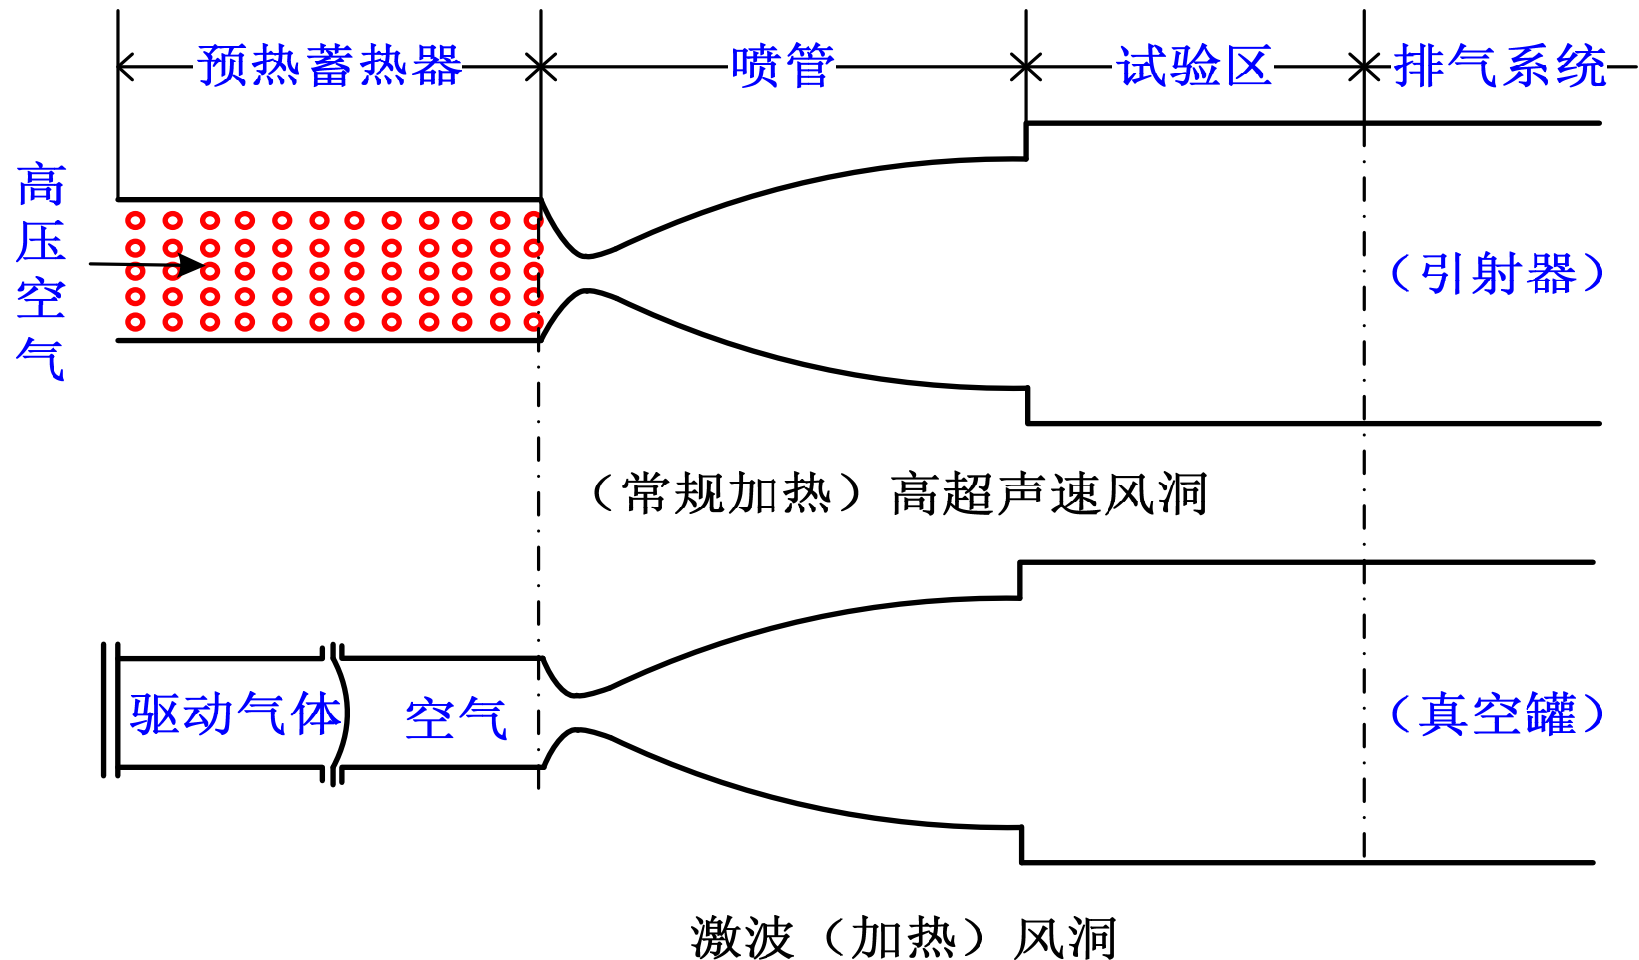 预热蓄热器 喷管 试验区 排气系统
高压空气
（引射器）
（常规加热）高超声速风洞
驱动气体 空气 （真空罐）
激波（加热）风洞